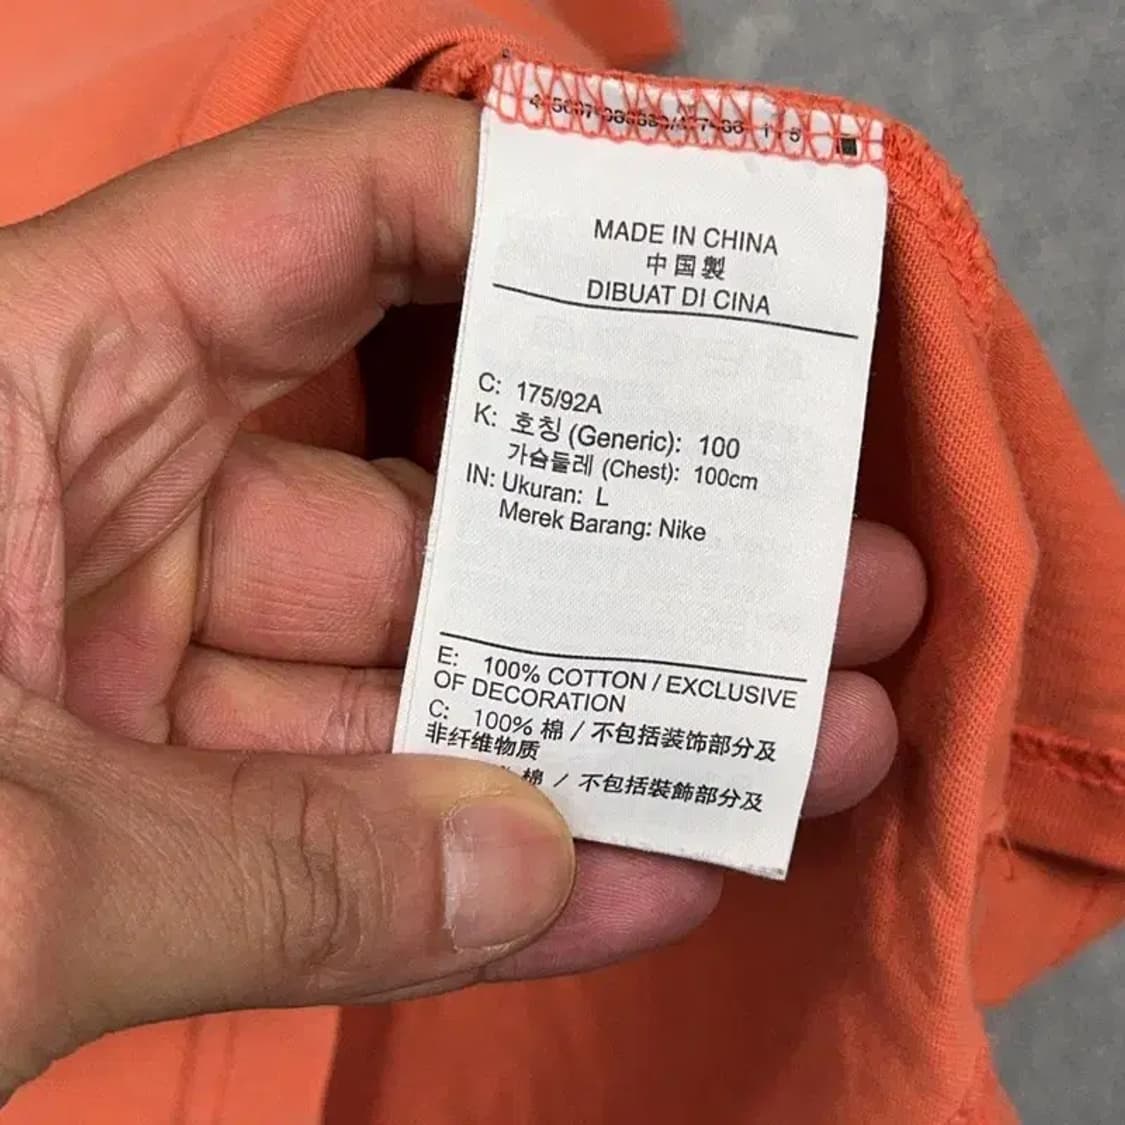 MADE IN CHINA
中国製
DIBUAT DI CINA
C: 175/92A
K: 호칭 (Generic): 100
가슴둘레 (Chest): 100cm
IN: Ukuran: L
Merek Barang: Nike
E: 100% COTTON / EXCLUSIVE
OF DECORATION
C: 100% 棉 / 不包括装饰部分及
非纤维物质
棉 / 不包括裝飾部分及